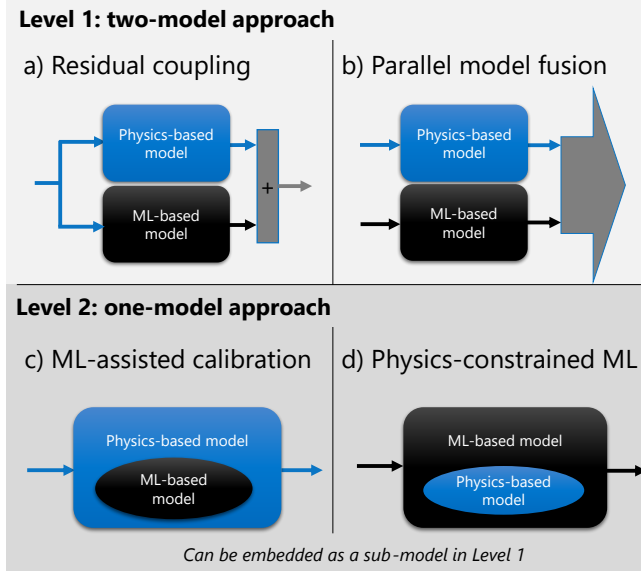 Level 1: two-model approach
a) Residual coupling
Physics-based
model
ML-based
model
+
b) Parallel model fusion
Physics-based
model
ML-based
model
Level 2: one-model approach
c) ML-assisted calibration
Physics-based model
ML-based
model
d) Physics-constrained ML
ML-based model
Physics-based
model
Can be embedded as a sub-model in Level 1